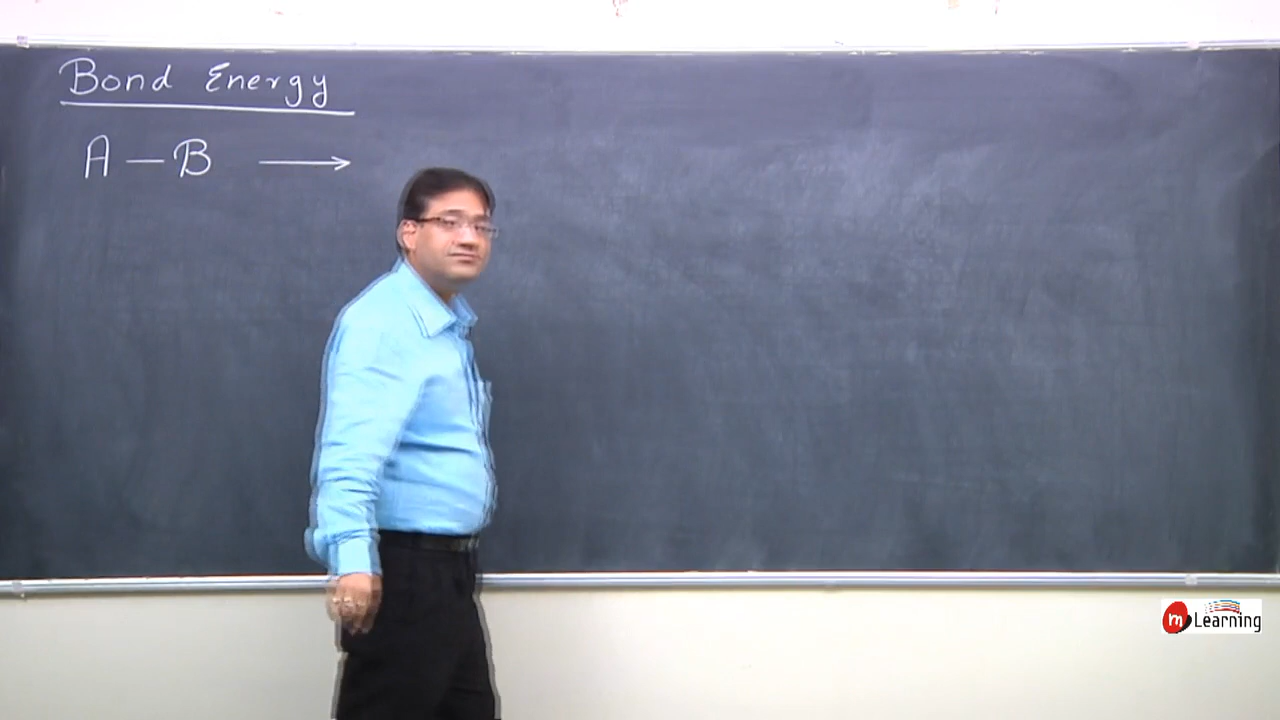 Bond Energy
A — B ⟶
m Learning